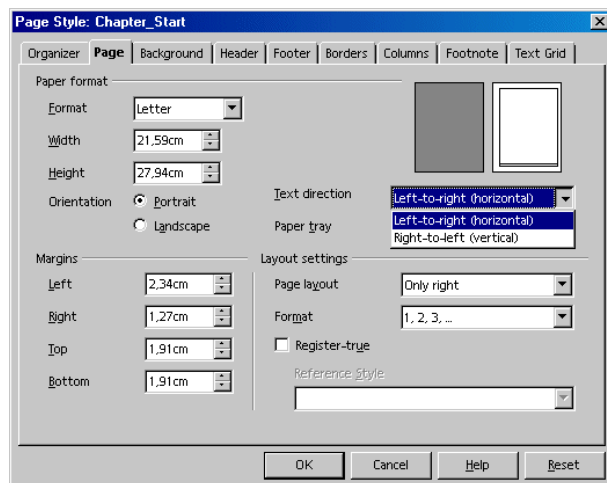 Page Style: Chapter_Start
Organizer Page Background Header Footer Borders Columns Footnote Text Grid
Paper format
Format Letter
Width 21,59cm
Height 27,94cm
Orientation Portrait
Landscape
Text direction Left-to-right (horizontal)
Left-to-right (horizontal)
Right-to-left (vertical)
Paper tray
Margins
Left 2,34cm
Right 1,27cm
Top 1,91cm
Bottom 1,91cm
Layout settings
Page layout Only right
Format 1, 2, 3, ...
Register-true
Reference Style
OK Cancel Help Reset